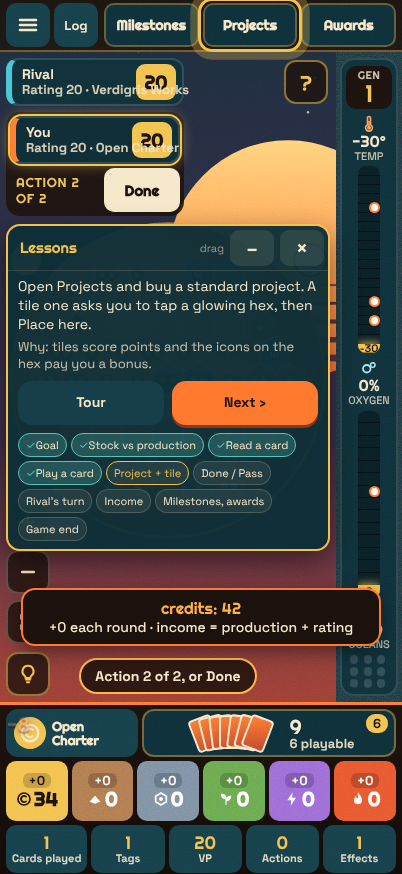 Log
Milestones
Projects
Awards
Rival
Rating 20 · Verdigris Works
20
You
Rating 20 · Open Charter
20
ACTION 2
OF 2
Done
?
GEN
1
-30°
TEMP
-30
0%
OXYGEN
OCEANS
Lessons
drag
–
×
Open Projects and buy a standard project. A
tile one asks you to tap a glowing hex, then
Place here.
Why: tiles score points and the icons on the
hex pay you a bonus.
Tour
Next >
✓Goal
✓Stock vs production
✓Read a card
✓Play a card
Project + tile
Done / Pass
Rival's turn
Income
Milestones, awards
Game end
–
credits: 42
+0 each round · income = production + rating
Action 2 of 2, or Done
Open
Charter
9
6 playable
6
+0
34
+0
0
+0
0
+0
0
+0
0
+0
0
1
Cards played
1
Tags
20
VP
0
Actions
1
Effects